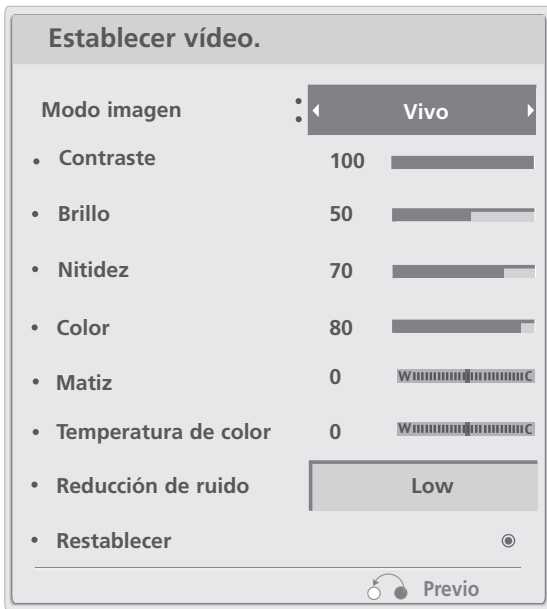 Establecer vídeo.
Modo imagen : Vivo
• Contraste 100
• Brillo 50
• Nitidez 70
• Color 80
• Matiz 0 W C
• Temperatura de color 0 W C
• Reducción de ruido Low
• Restablecer
Previo